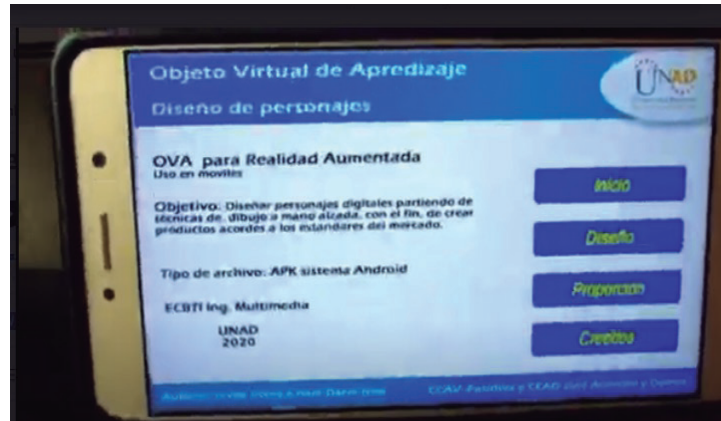 Objeto Virtual de Apredizaje
UNAD
Diseño de personajes
OVA para Realidad Aumentada
Uso en moviles
Objetivo: Diseñar personajes digitales partiendo de
técnicas de. dibujo a mano alzada, con el fin, de crear
productos acordes a los estandares del mercado.
Tipo de archivo: APK sistema Android
ECBTI Ing. Multimedia
UNAD
2020
Inicio
Diseño
Proporción
Creditos